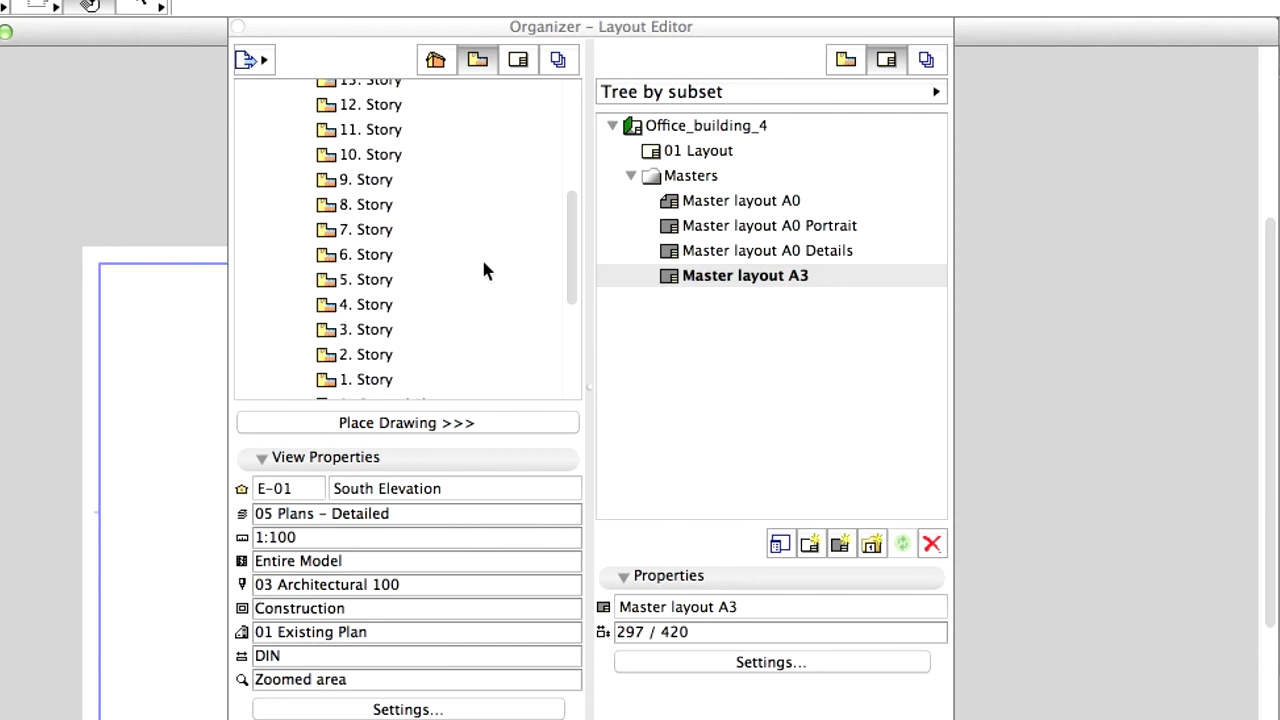 Organizer - Layout Editor
13. Story
12. Story
11. Story
10. Story
9. Story
8. Story
7. Story
6. Story
5. Story
4. Story
3. Story
2. Story
1. Story
Place Drawing >>>
View Properties
E-01 South Elevation
05 Plans - Detailed
1:100
Entire Model
03 Architectural 100
Construction
01 Existing Plan
DIN
Zoomed area
Settings...
Tree by subset
Office_building_4
01 Layout
Masters
Master layout A0
Master layout A0 Portrait
Master layout A0 Details
Master layout A3
Properties
Master layout A3
297 / 420
Settings...